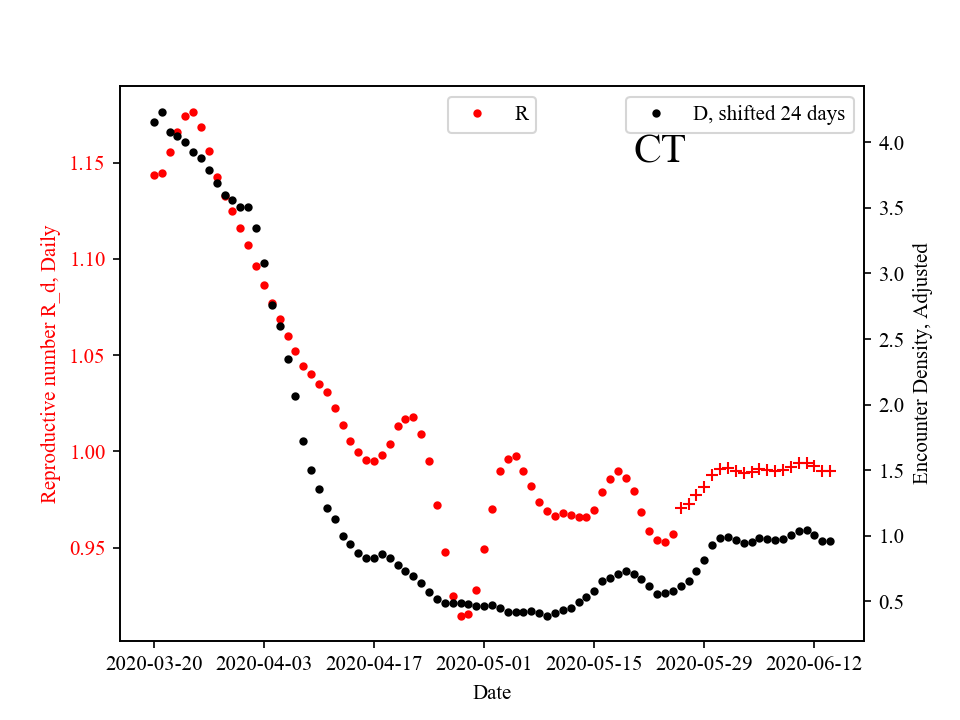 R
D, shifted 24 days
CT
Reproductive number R_d, Daily
1.15
1.10
1.05
1.00
0.95
4.0
3.5
3.0
2.5
2.0
1.5
1.0
0.5
Encounter Density, Adjusted
2020-03-20 2020-04-03 2020-04-17 2020-05-01 2020-05-15 2020-05-29 2020-06-12
Date